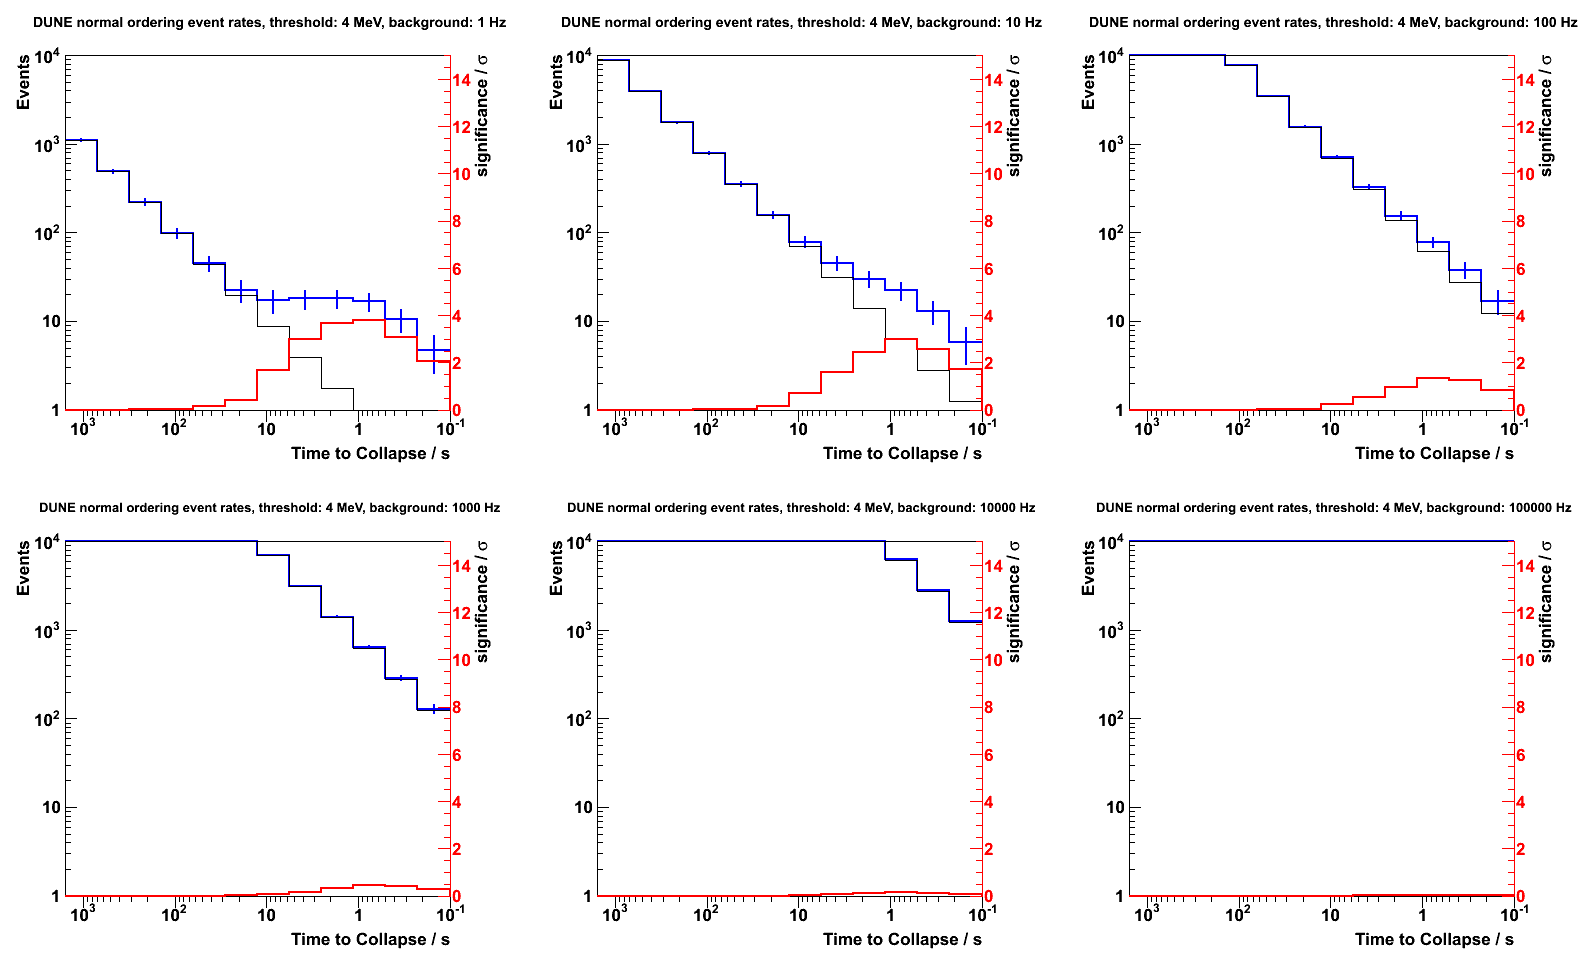 DUNE normal ordering event rates, threshold: 4 MeV, background: 1 Hz
Events
10⁴
10³
10²
10
1
significance / σ
14
12
10
8
6
4
2
0
10³ 10² 10 1 10⁻¹
Time to Collapse / s
DUNE normal ordering event rates, threshold: 4 MeV, background: 10 Hz
Events
10⁴
10³
10²
10
1
significance / σ
14
12
10
8
6
4
2
0
10³ 10² 10 1 10⁻¹
Time to Collapse / s
DUNE normal ordering event rates, threshold: 4 MeV, background: 100 Hz
Events
10⁴
10³
10²
10
1
significance / σ
14
12
10
8
6
4
2
0
10³ 10² 10 1 10⁻¹
Time to Collapse / s
DUNE normal ordering event rates, threshold: 4 MeV, background: 1000 Hz
Events
10⁴
10³
10²
10
1
significance / σ
14
12
10
8
6
4
2
0
10³ 10² 10 1 10⁻¹
Time to Collapse / s
DUNE normal ordering event rates, threshold: 4 MeV, background: 10000 Hz
Events
10⁴
10³
10²
10
1
significance / σ
14
12
10
8
6
4
2
0
10³ 10² 10 1 10⁻¹
Time to Collapse / s
DUNE normal ordering event rates, threshold: 4 MeV, background: 100000 Hz
Events
10⁴
10³
10²
10
1
significance / σ
14
12
10
8
6
4
2
0
10³ 10² 10 1 10⁻¹
Time to Collapse / s